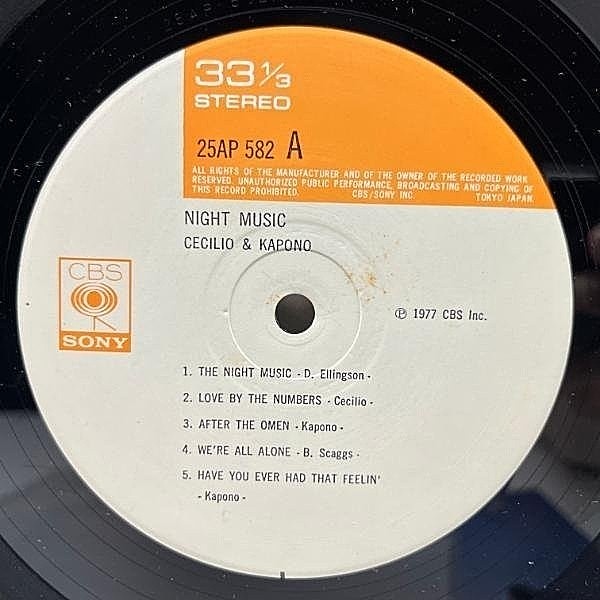 33 1/3
STEREO
25AP 582 A
ALL RIGHTS OF THE MANUFACTURER AND OF THE OWNER OF THE RECORDED WORK
RESERVED. UNAUTHORIZED PUBLIC PERFORMANCE, BROADCASTING AND COPYING OF
THIS RECORD PROHIBITED. CBS/SONY INC. TOKYO JAPAN.
NIGHT MUSIC
CECILIO & KAPONO
CBS
SONY
℗ 1977 CBS Inc.
1. THE NIGHT MUSIC - D. Ellingson -
2. LOVE BY THE NUMBERS - Cecilio -
3. AFTER THE OMEN - Kapono -
4. WE'RE ALL ALONE - B. Scaggs -
5. HAVE YOU EVER HAD THAT FEELIN'
- Kapono -